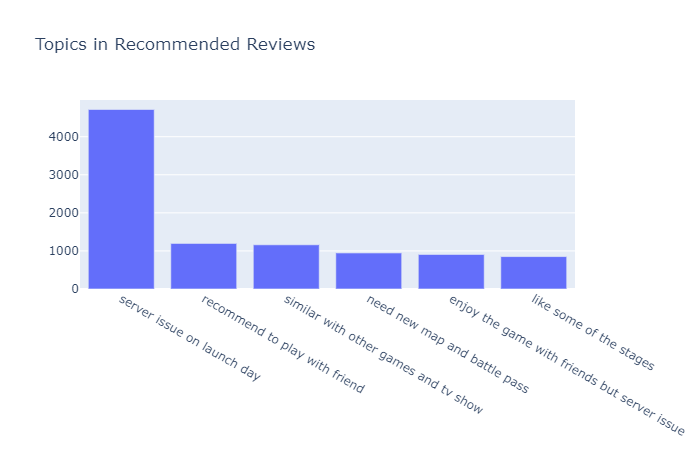 Topics in Recommended Reviews
4000
3000
2000
1000
0
server issue on launch day
recommend to play with friend
similar with other games and tv show
need new map and battle pass
enjoy the game with friends but server issue
like some of the stages